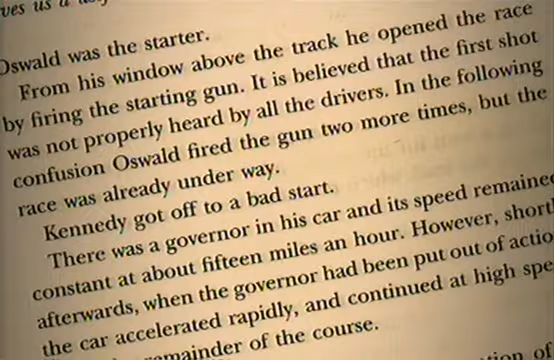 ves us a
Oswald was the starter.
From his window above the track he opened the race
by firing the starting gun. It is believed that the first shot
was not properly heard by all the drivers. In the following
confusion Oswald fired the gun two more times, but the
race was already under way.
Kennedy got off to a bad start.
There was a governor in his car and its speed remained
constant at about fifteen miles an hour. However, shortl
afterwards, when the governor had been put out of actio
the car accelerated rapidly, and continued at high spe
remainder of the course.
tion of